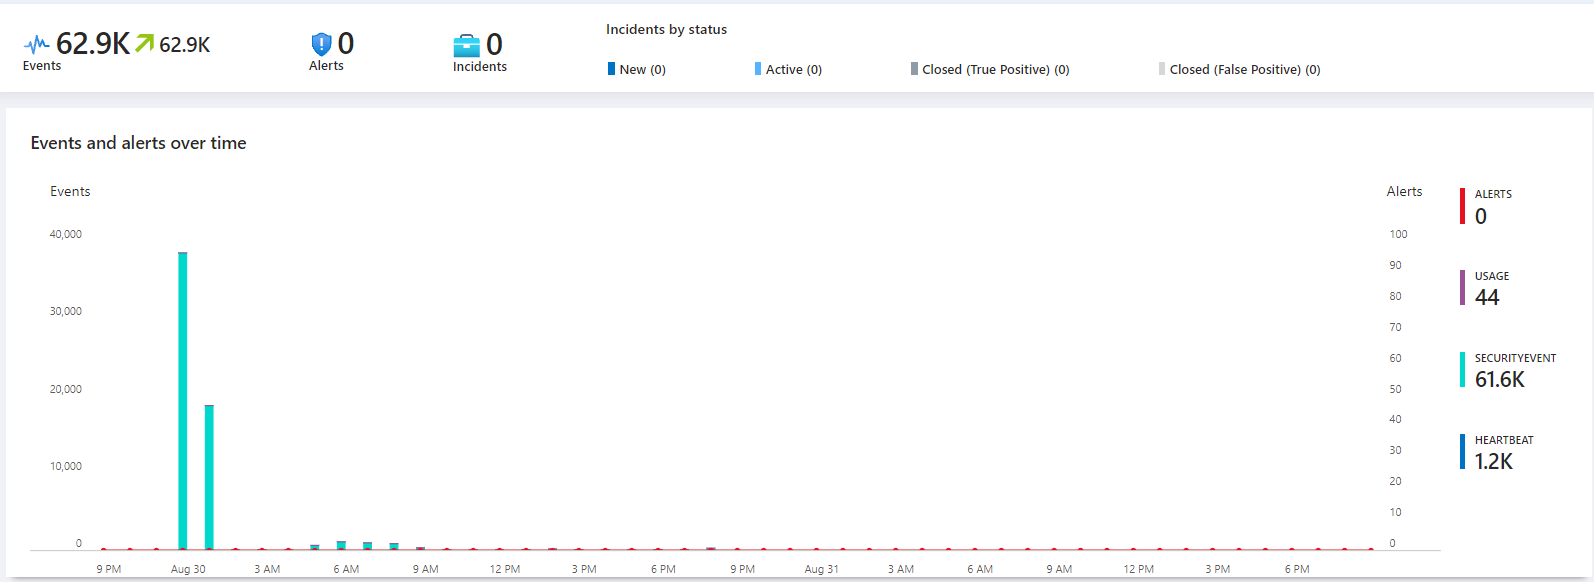 62.9K 62.9K
Events
0
Alerts
0
Incidents
Incidents by status
New (0) Active (0) Closed (True Positive) (0) Closed (False Positive) (0)
Events and alerts over time
Events
Alerts
40,000
30,000
20,000
10,000
0
100
90
80
70
60
50
40
30
20
10
0
9 PM Aug 30 3 AM 6 AM 9 AM 12 PM 3 PM 6 PM 9 PM Aug 31 3 AM 6 AM 9 AM 12 PM 3 PM 6 PM
ALERTS
0
USAGE
44
SECURITYEVENT
61.6K
HEARTBEAT
1.2K